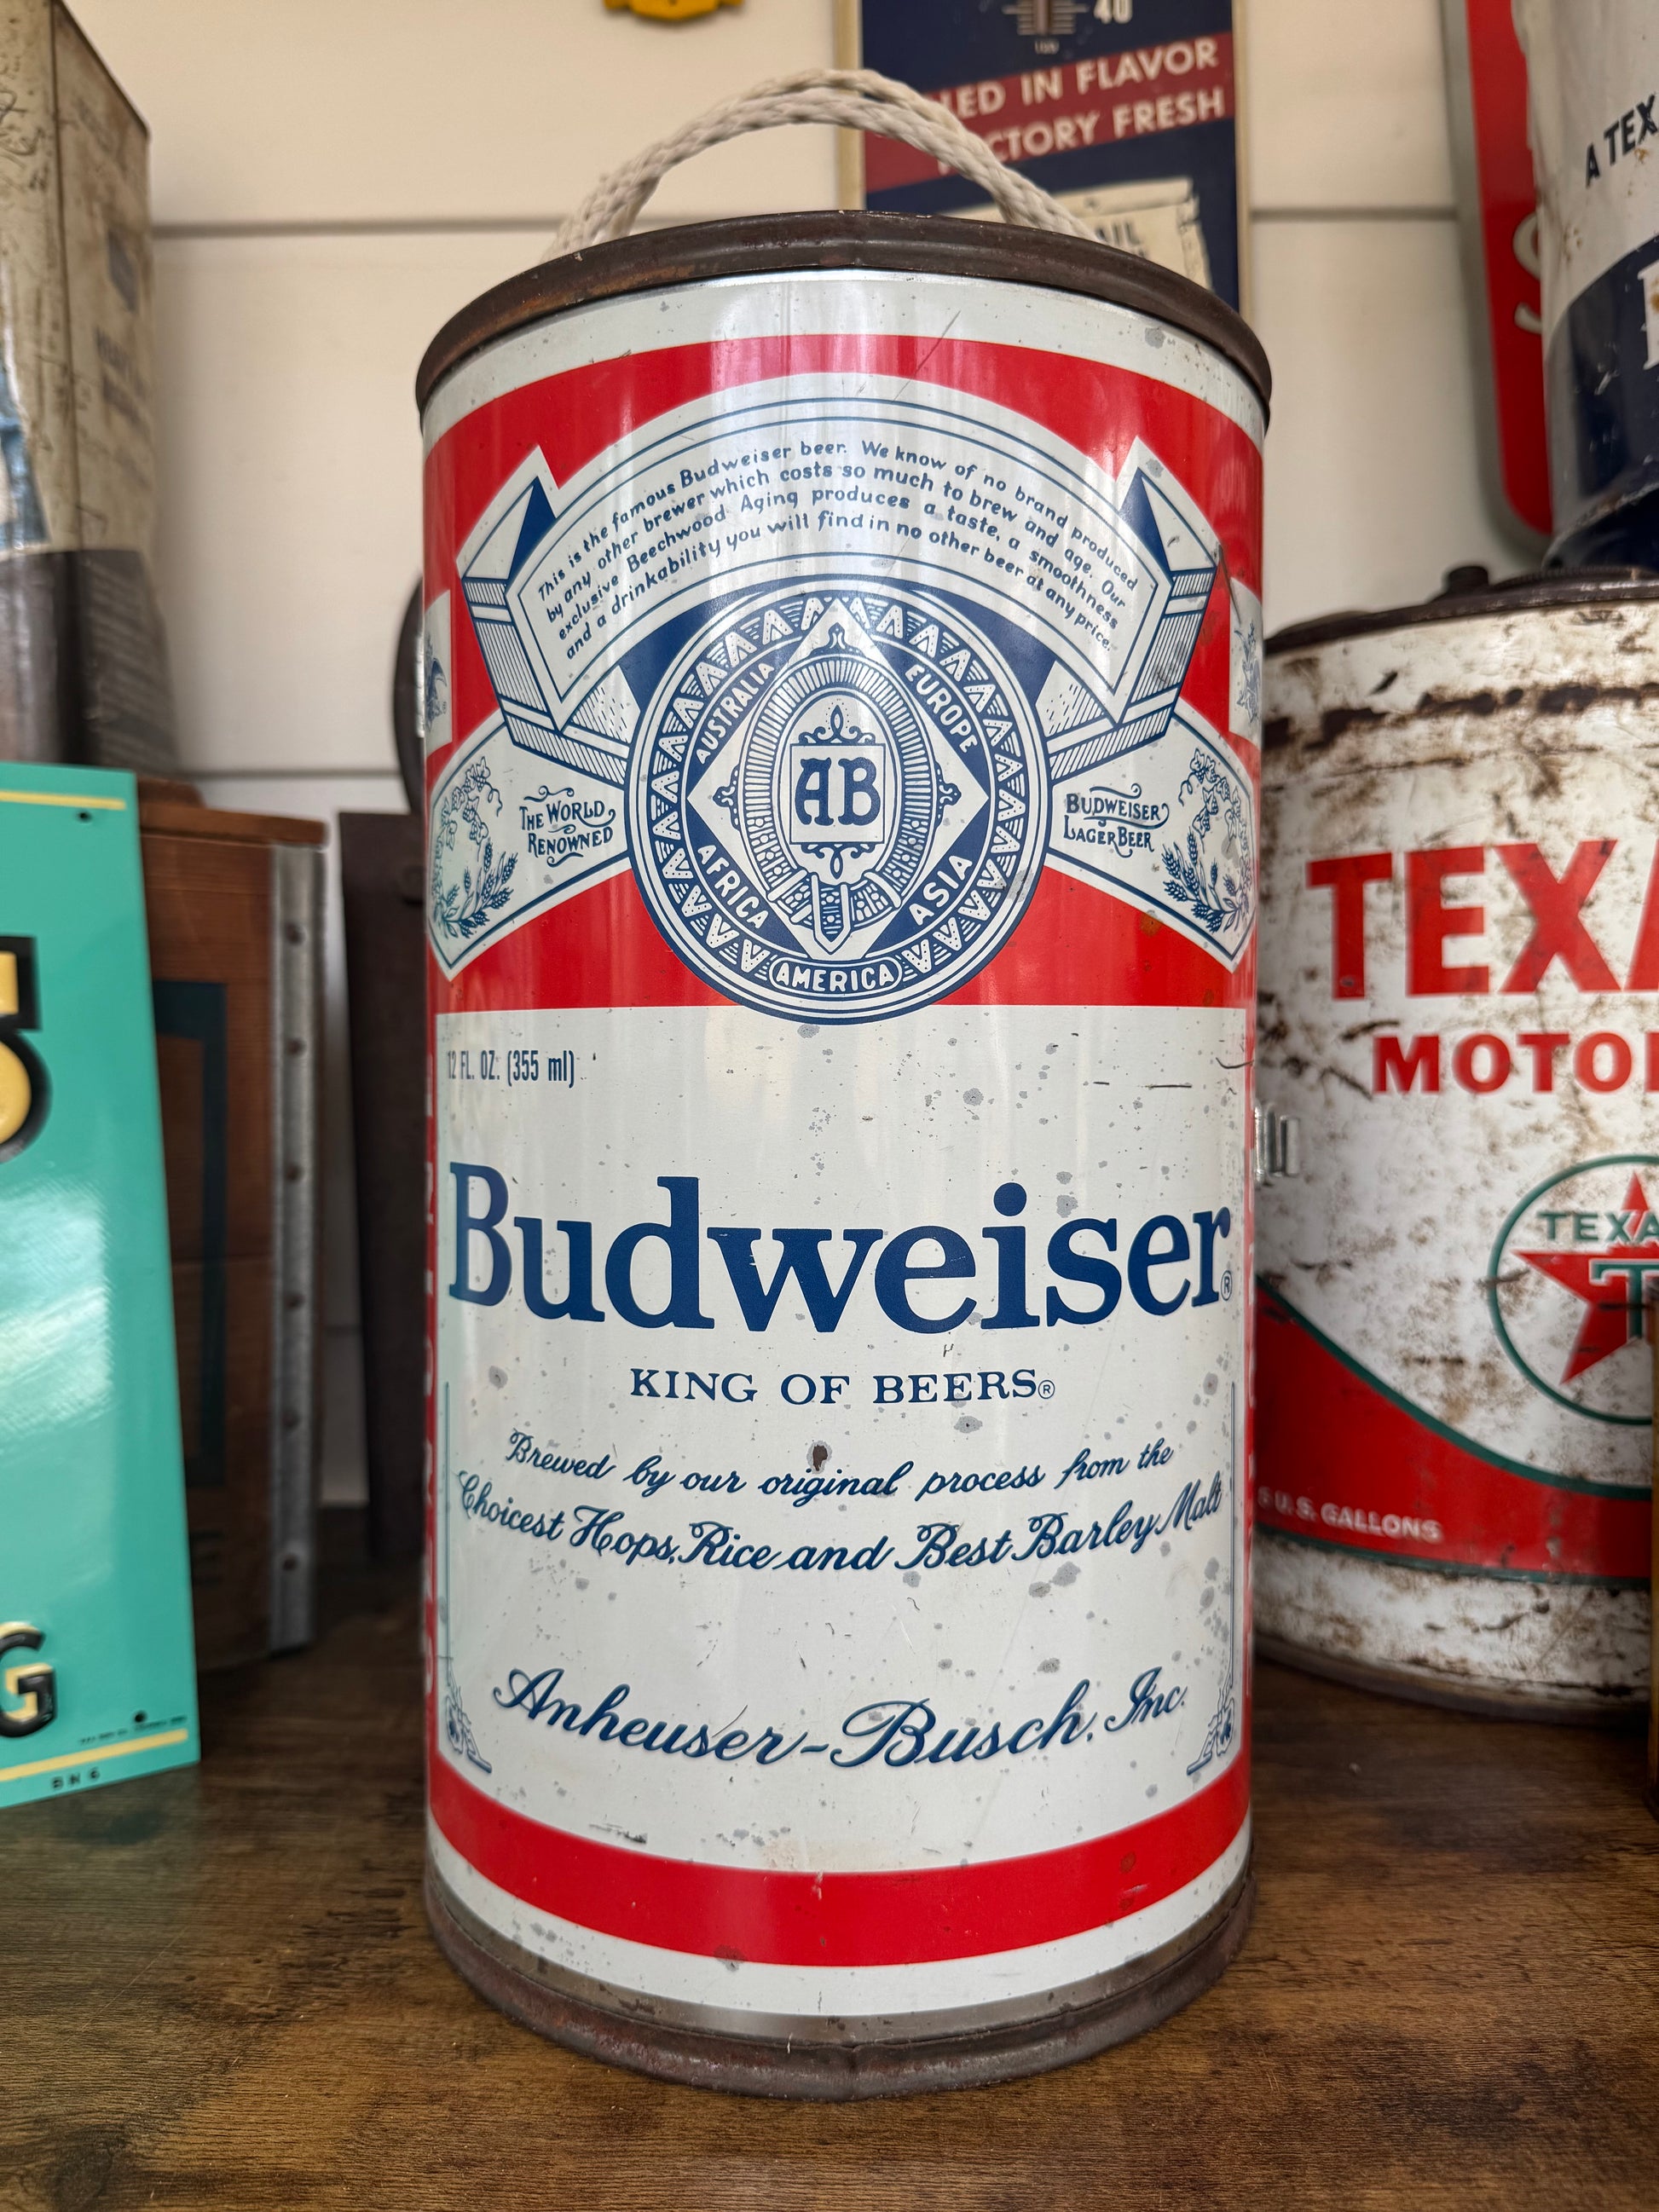 40
100
IN FLAVOR
FRESH
A TEX
This is the famous Budweiser beer. We know of no brand produced
by any other brewer which costs so much to brew and age. Our
exclusive Beechwood Aging produces a taste, a smoothness
and a drinkability you will find in no other beer at any price.
AUSTRALIA
EUROPE
THE WORLD
RENOWNED
AB
BUDWEISER
LAGER BEER
AFRICA
ASIA
AMERICA
12 FL. OZ. (355 ml)
Budweiser®
KING OF BEERS®
Brewed by our original process from the
Choicest Hops, Rice and Best Barley Malt
Anheuser-Busch, Inc.
TEXA
MOTO
TEXA
T
5 U.S. GALLONS
G